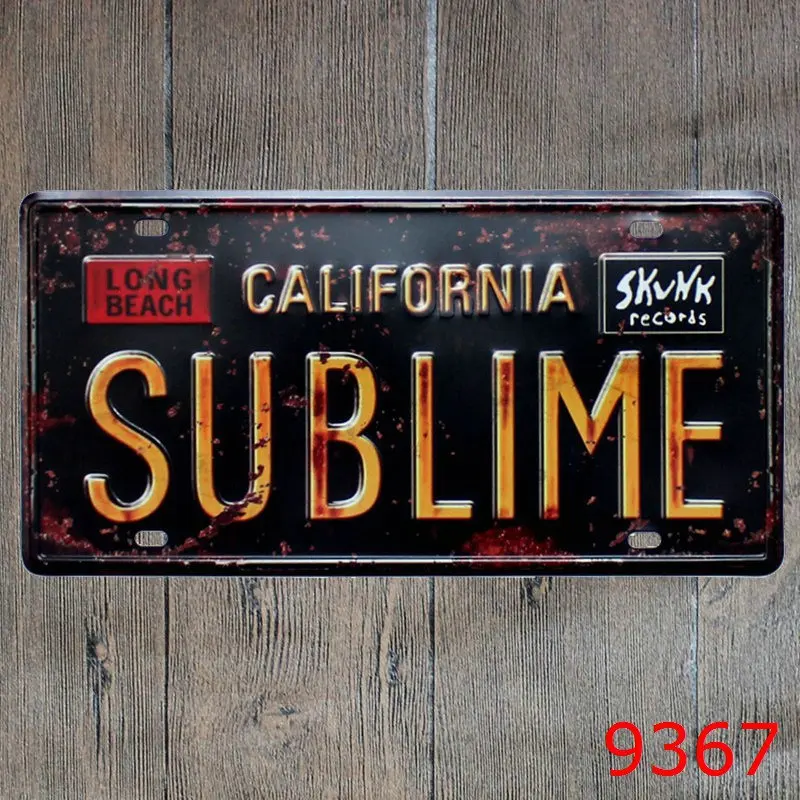 LONG
BEACH
CALIFORNIA
SKUNK
records
SUBLIME
9367